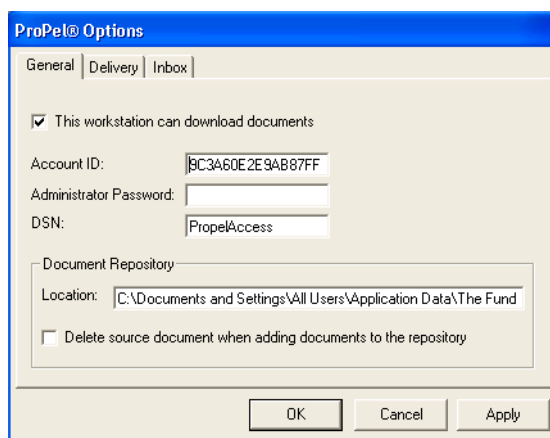 ProPel® Options
General Delivery Inbox
This workstation can download documents
Account ID: 9C3A60E2E9AB87FF
Administrator Password:
DSN: PropelAccess
Document Repository
Location: C:\Documents and Settings\All Users\Application Data\The Fund
Delete source document when adding documents to the repository
OK Cancel Apply